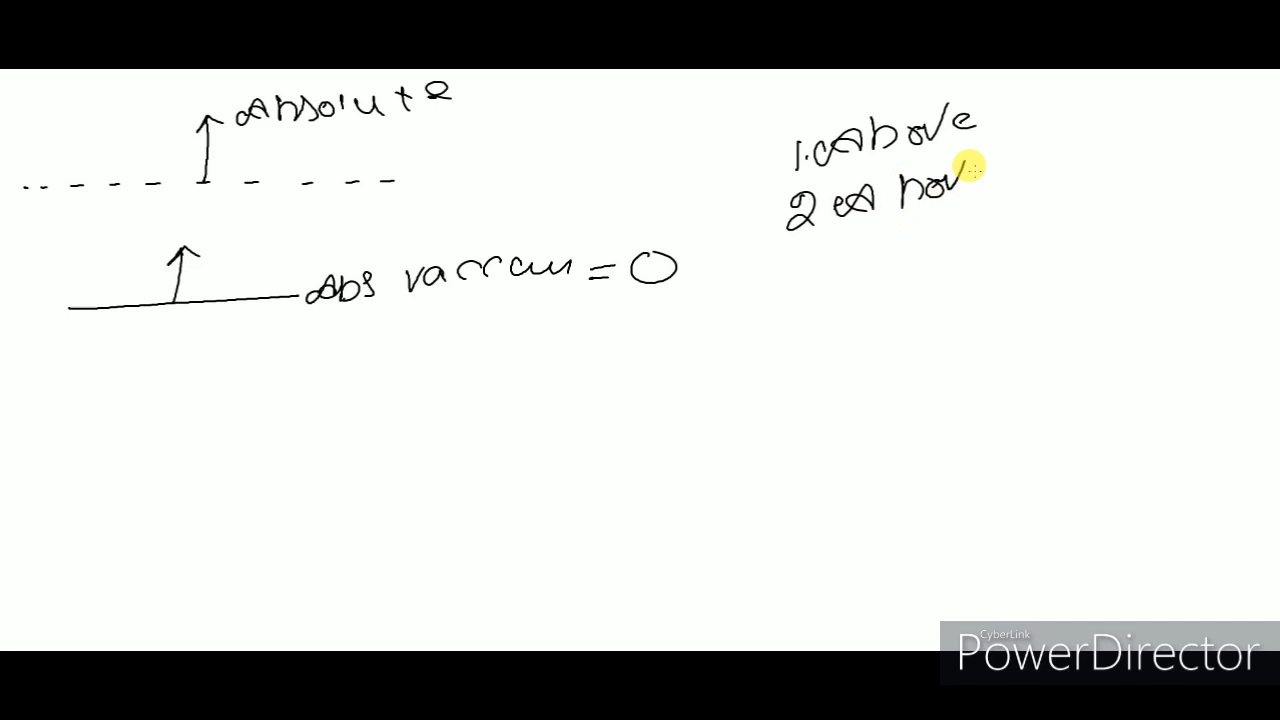 Absolute
Abs vaccum = 0
1. Above
2 Abov
CyberLink
PowerDirector